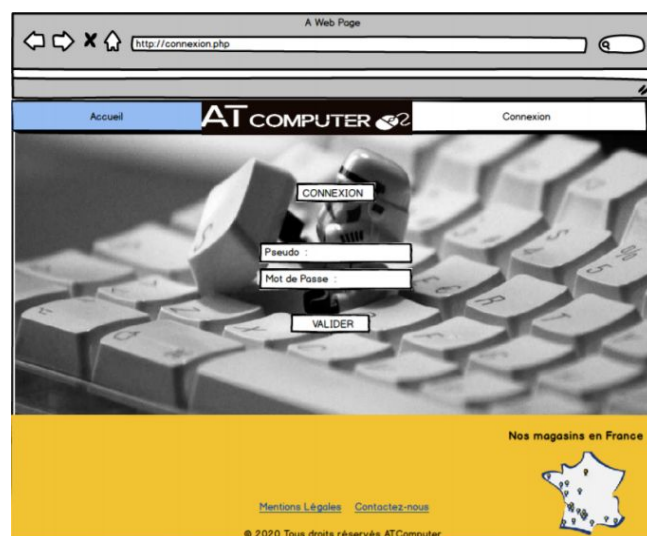 A Web Page
http://connexion.php
Accueil
AT COMPUTER
Connexion
CONNEXION
Pseudo :
Mot de Passe :
VALIDER
Nos magasins en France
Mentions Légales Contactez-nous
© 2020 Tous droits réservés ATComputer